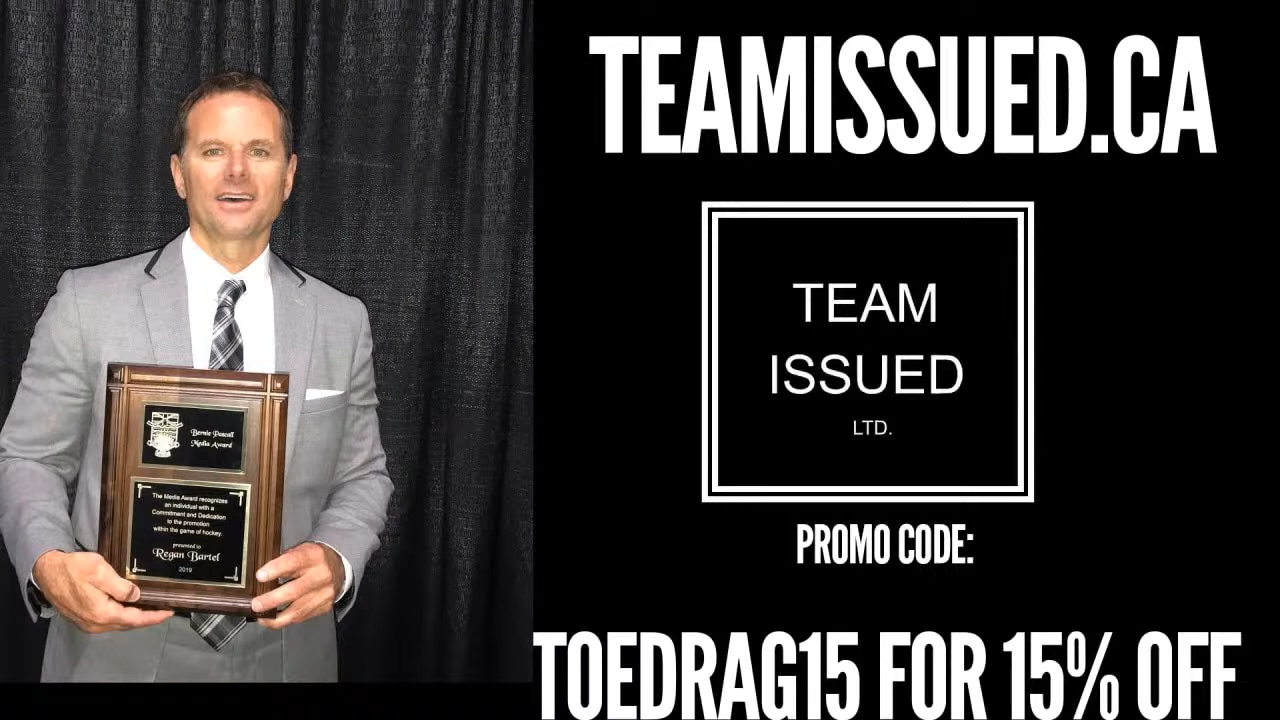 TEAMISSUED.CA
TEAM
ISSUED
LTD.
PROMO CODE:
TOEDRAG15 FOR 15% OFF
Bernie Pascall
Media Award
The Media Award recognizes
an individual with a
Commitment and Dedication
to the promotion
within the game of hockey.
presented to
Regan Bartel
2019